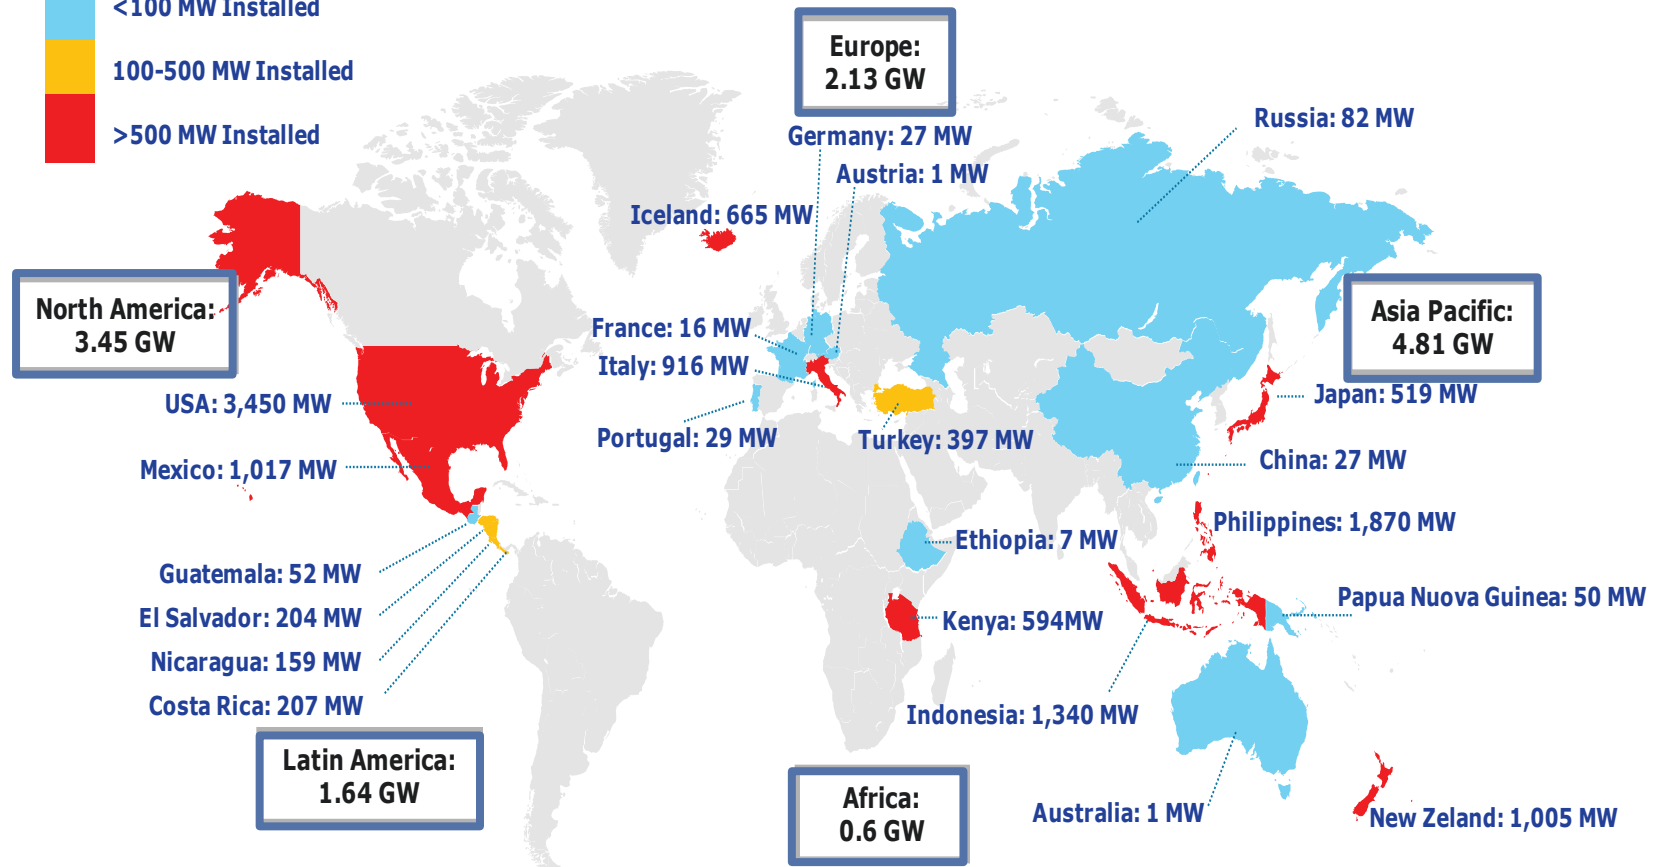 <100 MW Installed
100-500 MW Installed
>500 MW Installed
Europe:
2.13 GW
Germany: 27 MW
Austria: 1 MW
Russia: 82 MW
Iceland: 665 MW
North America:
3.45 GW
Asia Pacific:
4.81 GW
France: 16 MW
Italy: 916 MW
USA: 3,450 MW
Japan: 519 MW
Portugal: 29 MW
Turkey: 397 MW
Mexico: 1,017 MW
China: 27 MW
Philippines: 1,870 MW
Ethiopia: 7 MW
Guatemala: 52 MW
Papua Nuova Guinea: 50 MW
El Salvador: 204 MW
Kenya: 594MW
Nicaragua: 159 MW
Costa Rica: 207 MW
Indonesia: 1,340 MW
Latin America:
1.64 GW
Africa:
0.6 GW
Australia: 1 MW
New Zeland: 1,005 MW